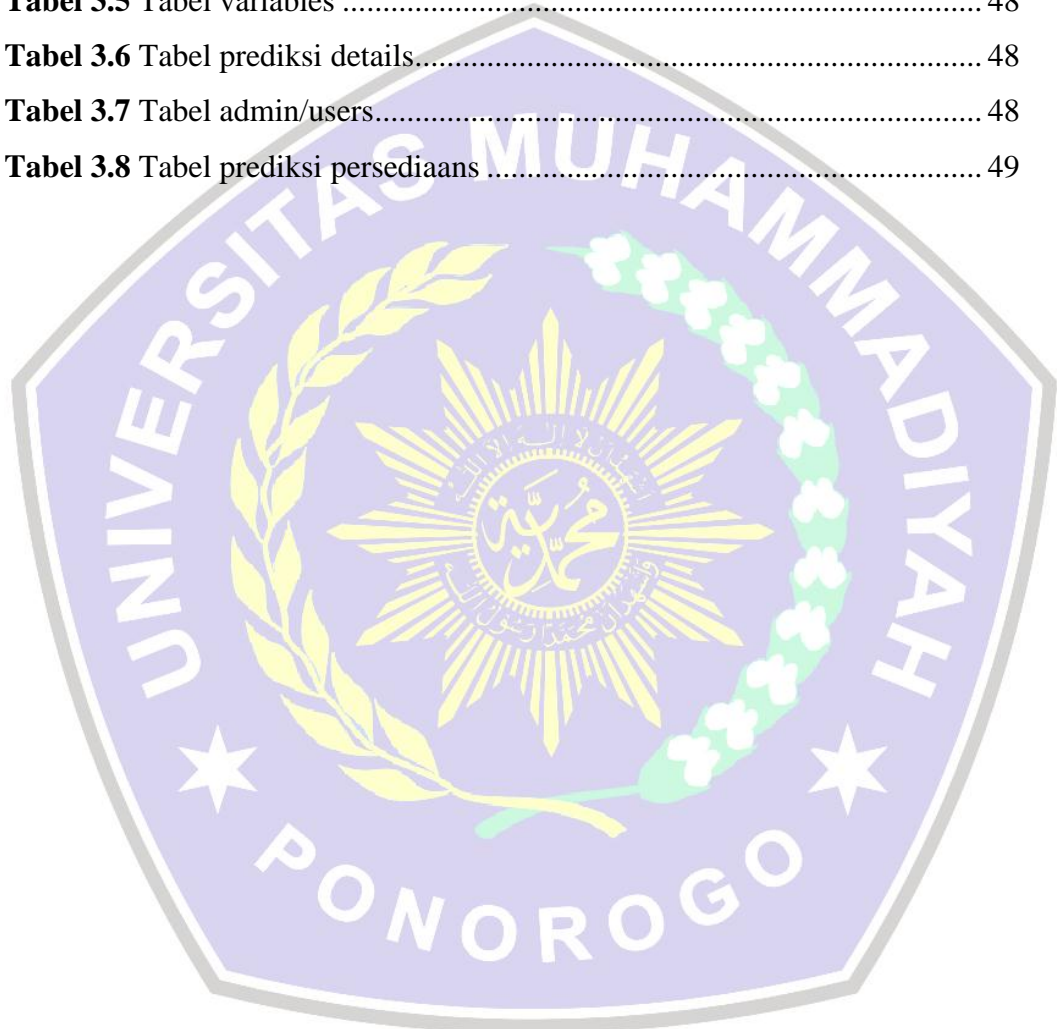 Tabel 3.5 Tabel variables ............................................................................... 48
Tabel 3.6 Tabel prediksi details...................................................................... 48
Tabel 3.7 Tabel admin/users........................................................................... 48
Tabel 3.8 Tabel prediksi persediaans ............................................................. 49
UNIVERSITAS MUHAMMADIYAH
PONOROGO